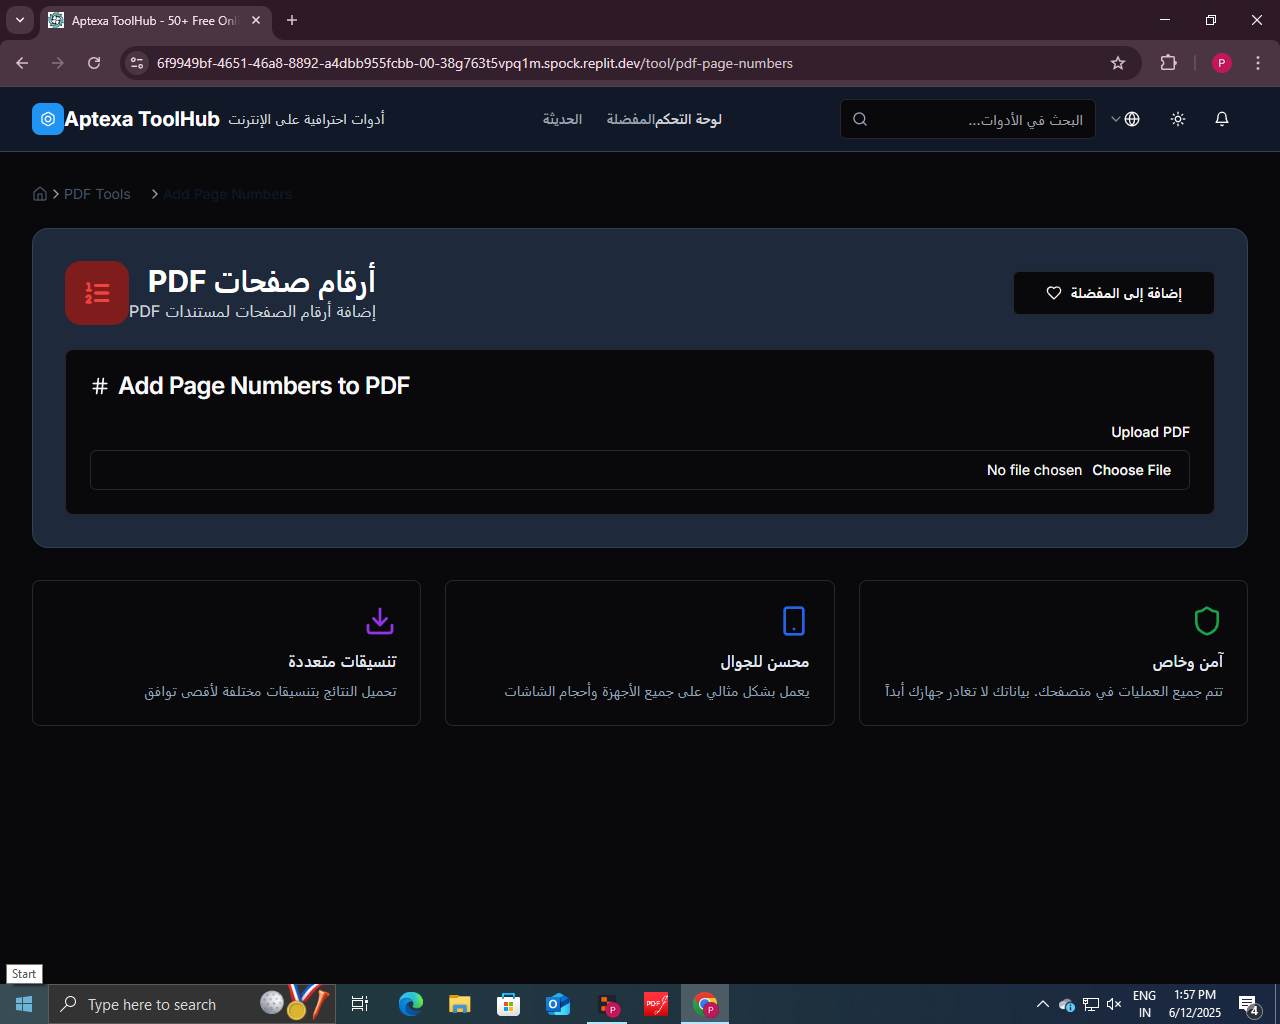 Aptexa ToolHub - 50+ Free Onl
6f9949bf-4651-46a8-8892-a4dbb955fcbb-00-38g763t5vpq1m.spock.replit.dev/tool/pdf-page-numbers
P
Aptexa ToolHub
أدوات احترافية على الإنترنت
لوحة التحكم
المفضلة
الحديثة
البحث في الأدوات...
PDF Tools
Add Page Numbers
أرقام صفحات PDF
إضافة أرقام الصفحات لمستندات PDF
إضافة إلى المفضلة
# Add Page Numbers to PDF
Upload PDF
Choose File
No file chosen
آمن وخاص
تتم جميع العمليات في متصفحك. بياناتك لا تغادر جهازك أبداً
محسن للجوال
يعمل بشكل مثالي على جميع الأجهزة وأحجام الشاشات
تنسيقات متعددة
تحميل النتائج بتنسيقات مختلفة لأقصى توافق
Start
Type here to search
PDF
ENG
IN
1:57 PM
6/12/2025
4